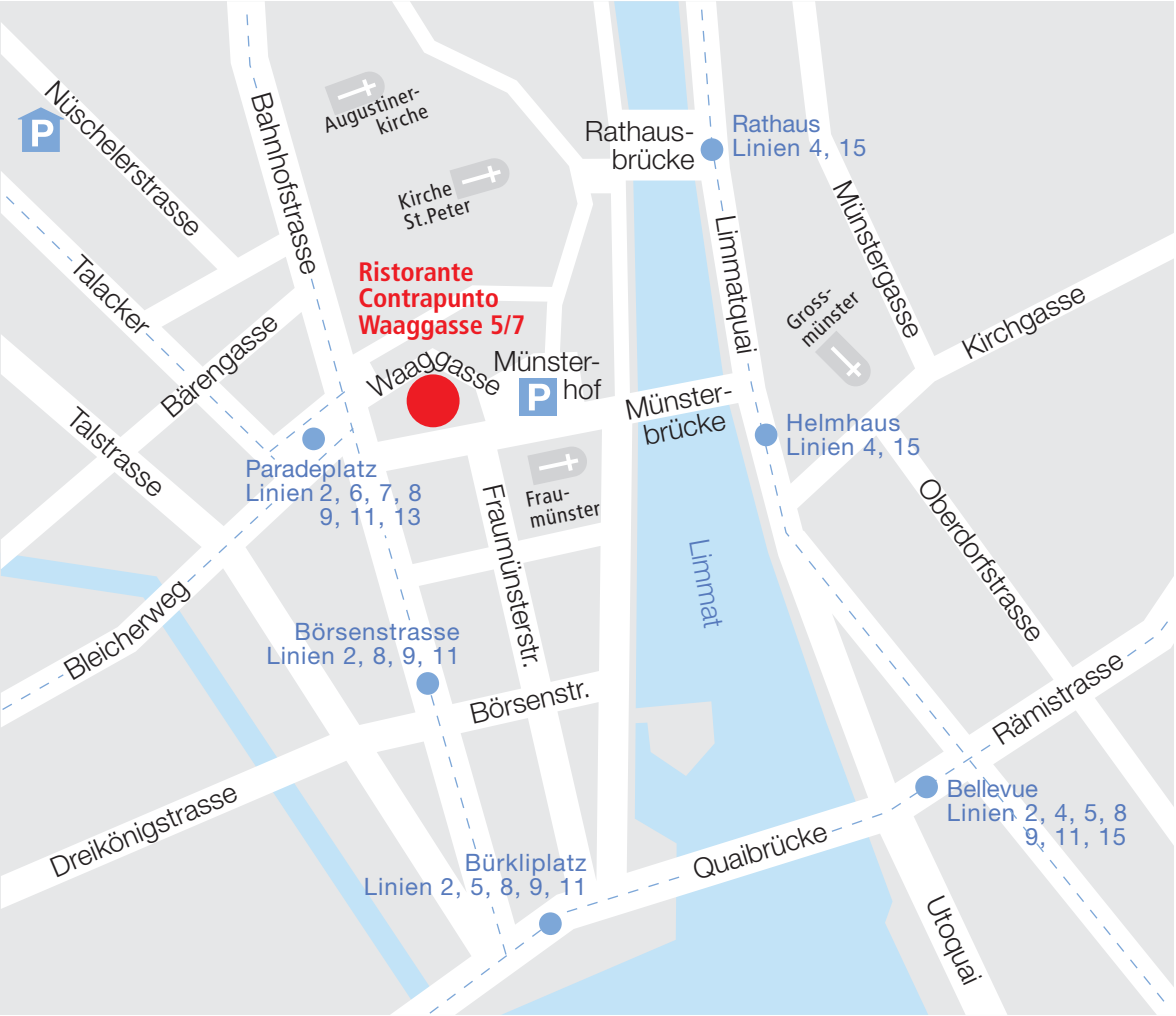 Nüschelerstrasse
P
Bahnhofstrasse
Augustiner-
kirche
Kirche
St.Peter
Rathaus-
brücke
Rathaus
Linien 4, 15
Münstergasse
Limmatquai
Talacker
Ristorante
Contrapunto
Waaggasse 5/7
Gross-
münster
Kirchgasse
Bärengasse
Waaggasse
Münster-
hof
P
Münster-
brücke
Talstrasse
Helmhaus
Linien 4, 15
Paradeplatz
Linien 2, 6, 7, 8
9, 11, 13
Frau-
münster
Fraumünsterstr.
Oberdorfstrasse
Limmat
Bleicherweg
Börsenstrasse
Linien 2, 8, 9, 11
Börsenstr.
Rämistrasse
Bellevue
Linien 2, 4, 5, 8
9, 11, 15
Dreikönigstrasse
Quaibrücke
Bürkliplatz
Linien 2, 5, 8, 9, 11
Utoquai